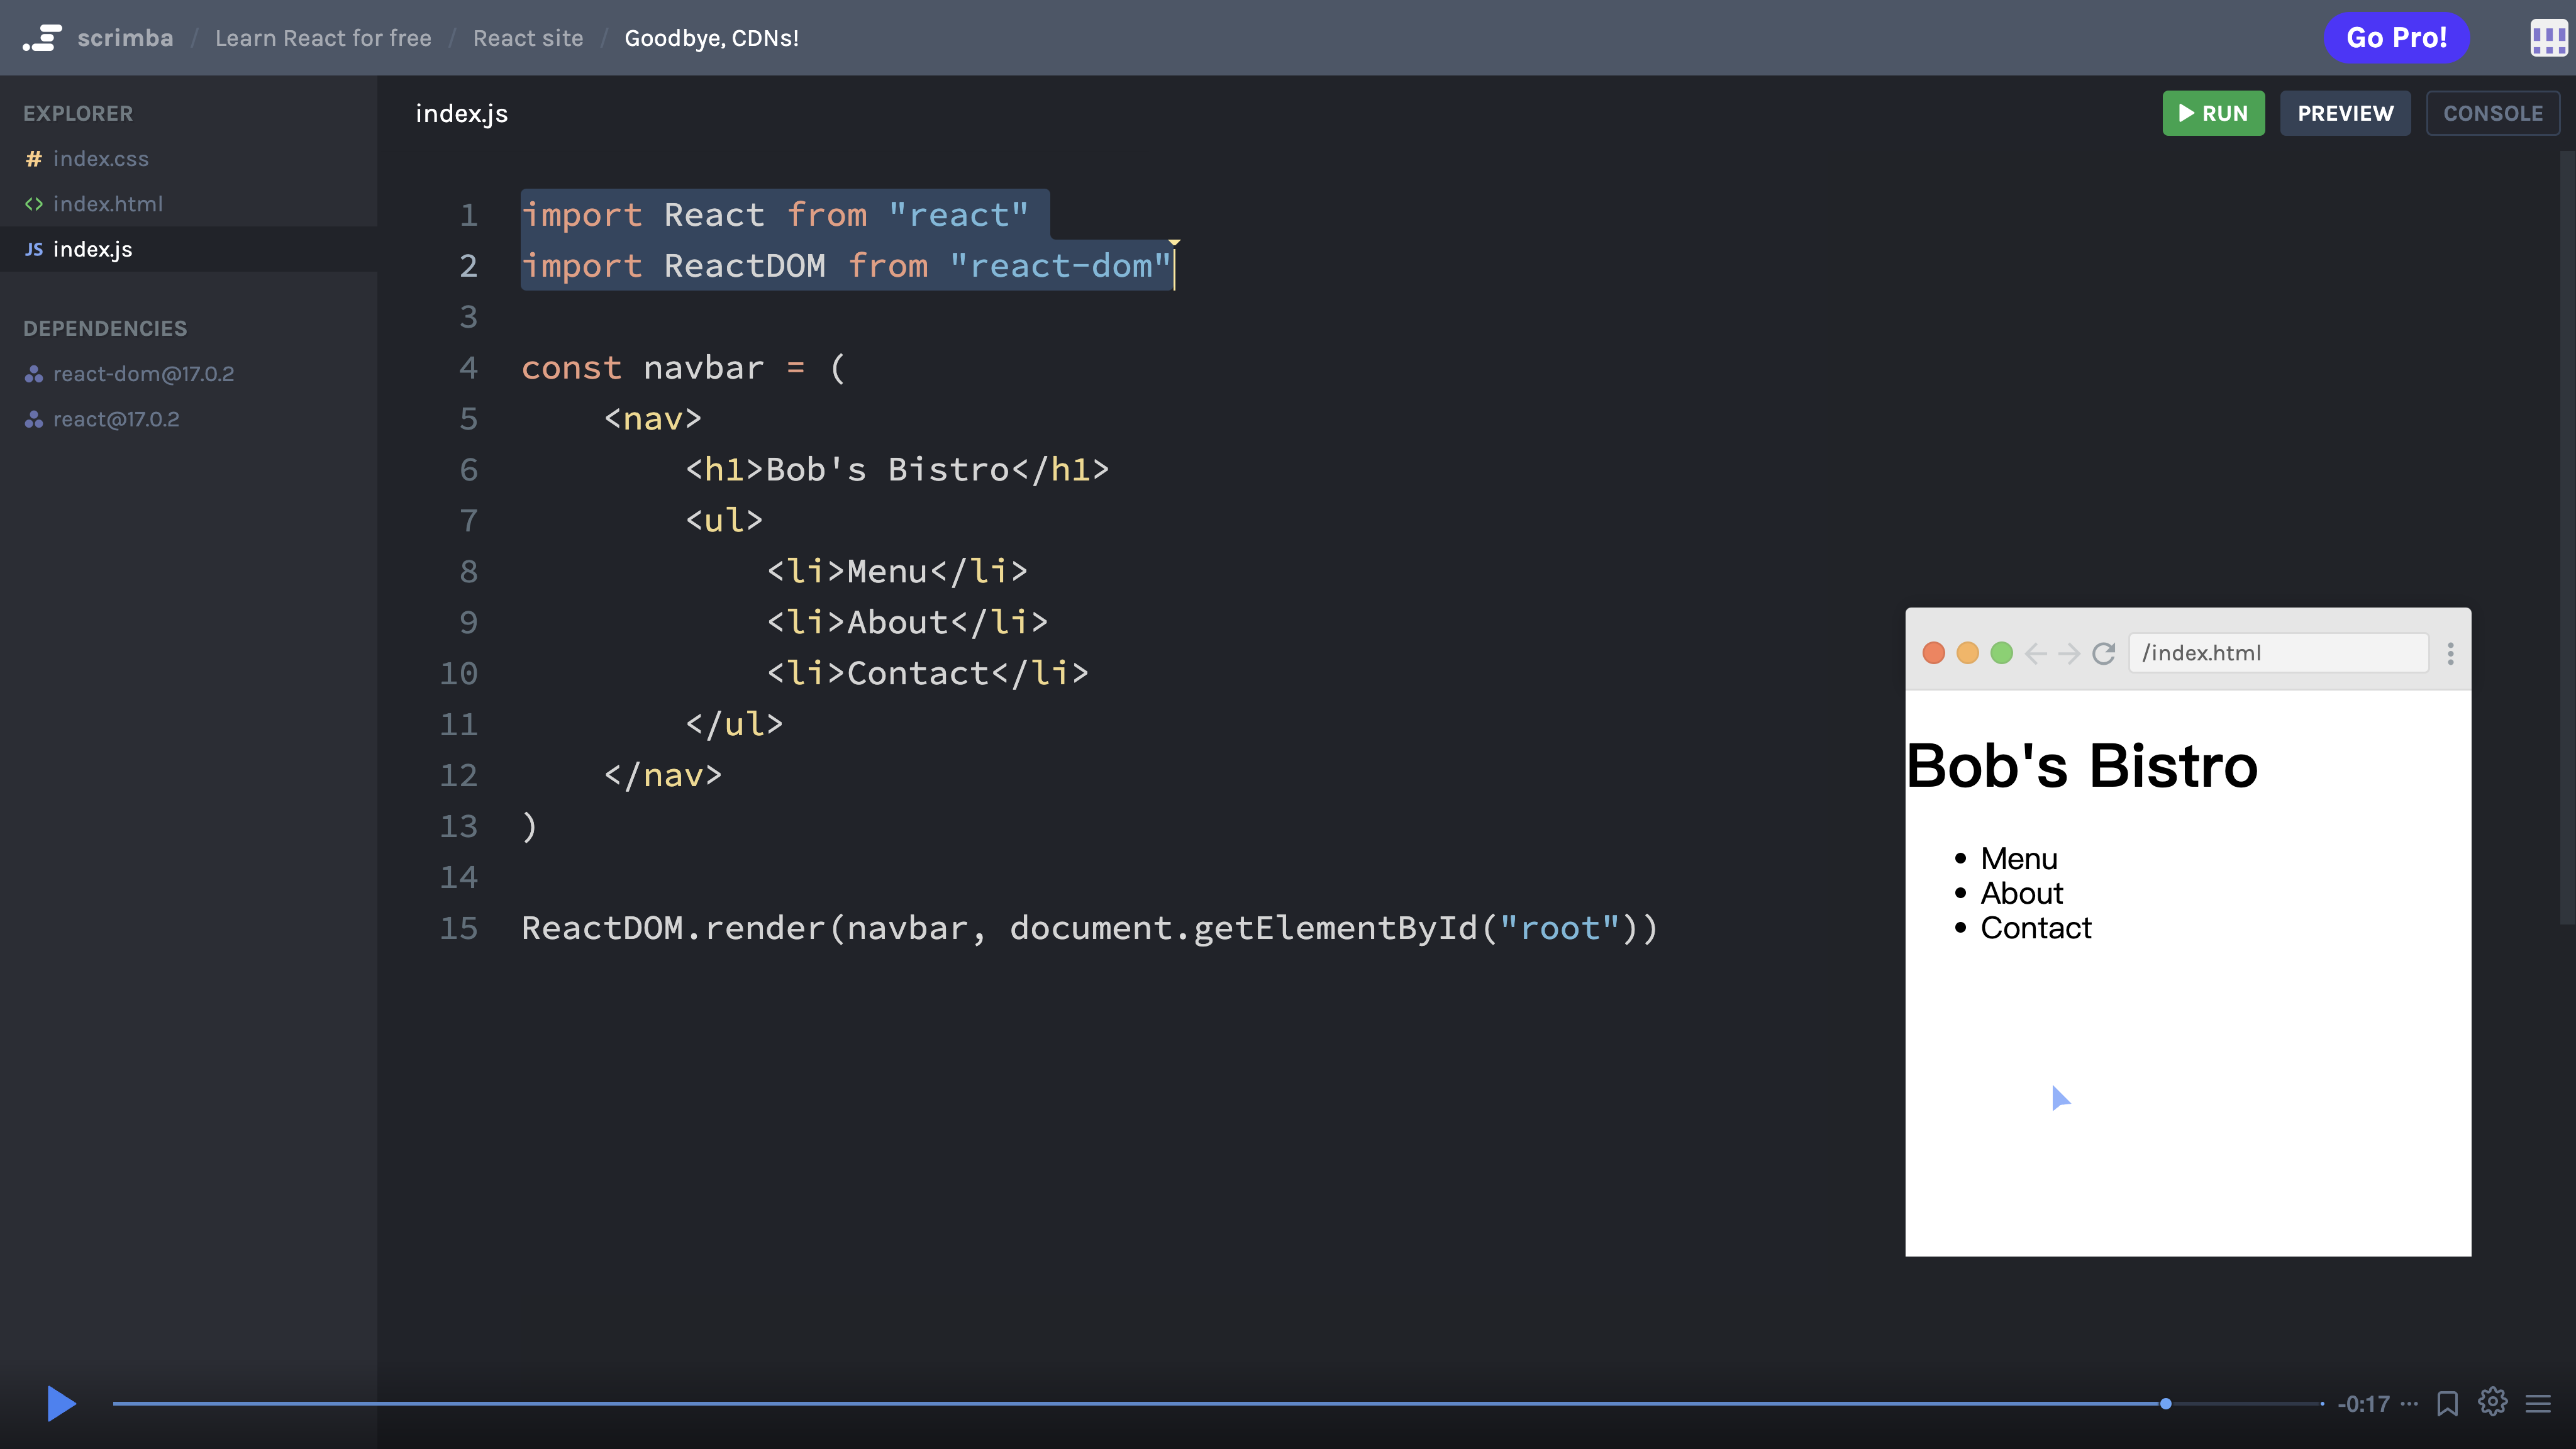 scrimba / Learn React for free / React site / Goodbye, CDNs!
Go Pro!
EXPLORER
# index.css
<> index.html
JS index.js
DEPENDENCIES
react-dom@17.0.2
react@17.0.2
index.js
RUN
PREVIEW
CONSOLE
1 import React from "react"
2 import ReactDOM from "react-dom"
3
4 const navbar = (
5     <nav>
6         <h1>Bob's Bistro</h1>
7         <ul>
8             <li>Menu</li>
9             <li>About</li>
10             <li>Contact</li>
11         </ul>
12     </nav>
13 )
14
15 ReactDOM.render(navbar, document.getElementById("root"))
/index.html
Bob's Bistro
• Menu
• About
• Contact
-0:17